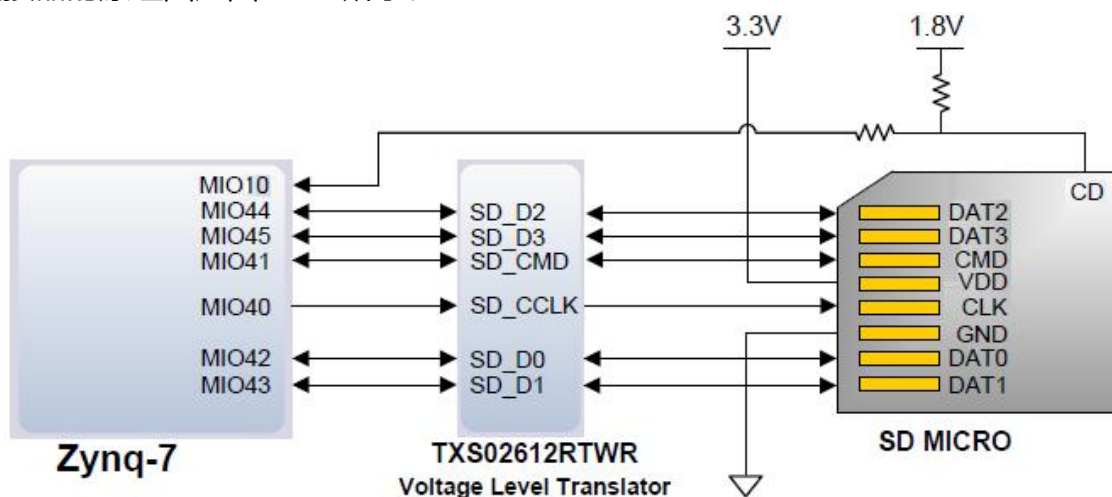 3.3V
1.8V
CD
MIO10
MIO44
MIO45
MIO41
MIO40
MIO42
MIO43
Zynq-7
SD_D2
SD_D3
SD_CMD
SD_CCLK
SD_D0
SD_D1
TXS02612RTWR
Voltage Level Translator
DAT2
DAT3
CMD
VDD
CLK
GND
DAT0
DAT1
SD MICRO